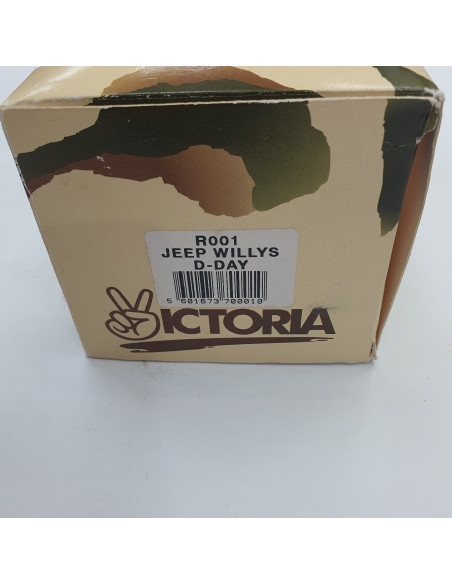 R001
JEEP WILLYS
D-DAY
5 601673 700010
VICTORIA